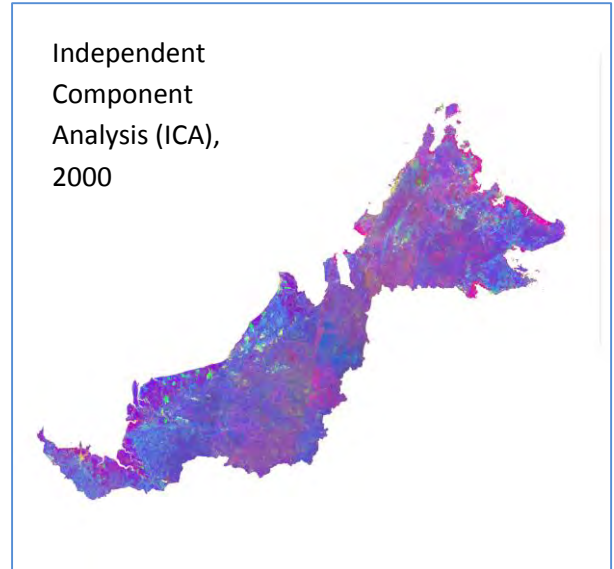 Independent
Component
Analysis (ICA),
2000